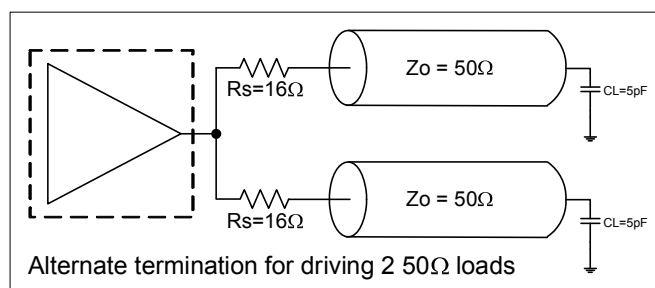 Zo = 50Ω
Rs=16Ω
CL=5pF
Zo = 50Ω
Rs=16Ω
CL=5pF
Alternate termination for driving 2 50Ω loads